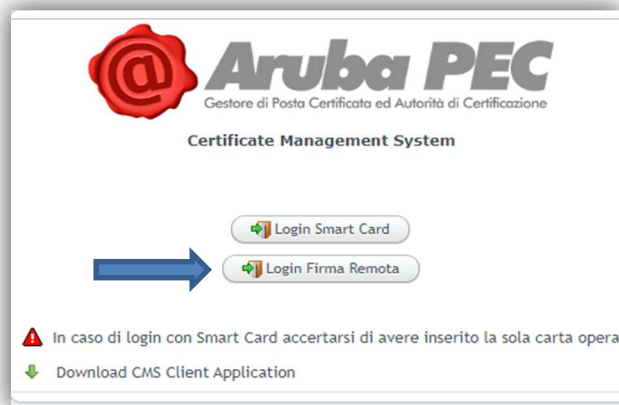 @ Aruba PEC
Gestore di Posta Certificata ed Autorità di Certificazione
Certificate Management System
Login Smart Card
Login Firma Remota
In caso di login con Smart Card accertarsi di avere inserito la sola carta opera
Download CMS Client Application